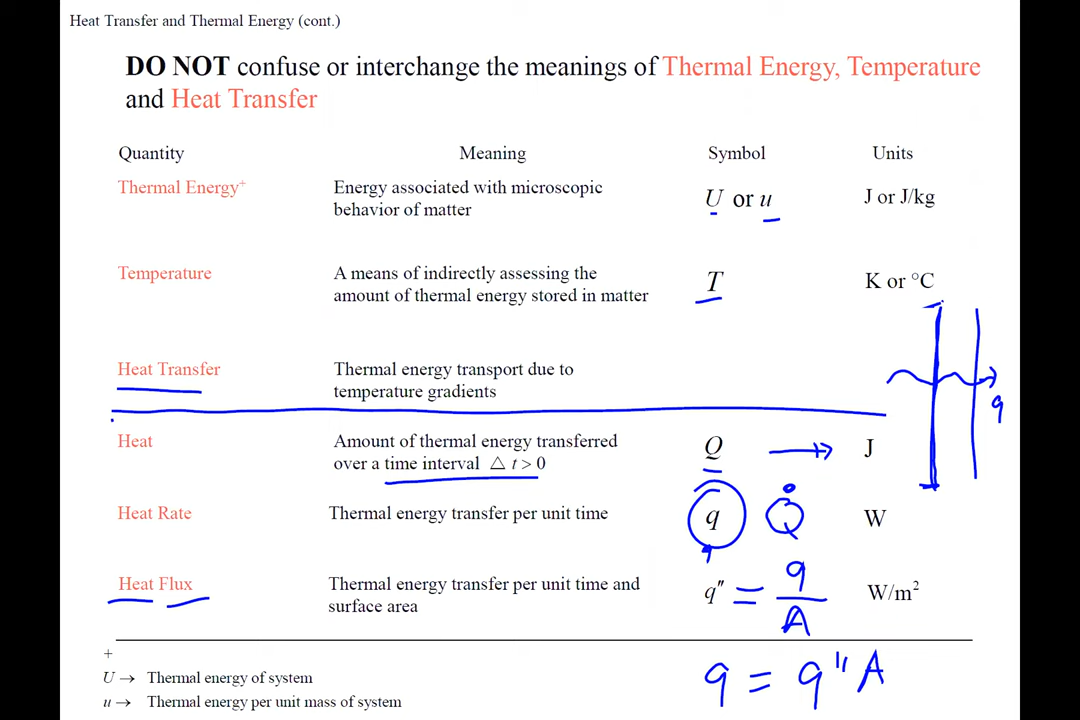 Heat Transfer and Thermal Energy (cont.)
DO NOT confuse or interchange the meanings of Thermal Energy, Temperature
and Heat Transfer
Quantity Meaning Symbol Units
Thermal Energy⁺ Energy associated with microscopic behavior of matter U or u J or J/kg
Temperature A means of indirectly assessing the amount of thermal energy stored in matter T K or °C
Heat Transfer Thermal energy transport due to temperature gradients
q
Heat Amount of thermal energy transferred over a time interval △ t > 0 Q → J
Heat Rate Thermal energy transfer per unit time q Q̇ W
Heat Flux Thermal energy transfer per unit time and surface area q″ = q/A W/m²
+
U → Thermal energy of system
u → Thermal energy per unit mass of system
q = q″ A